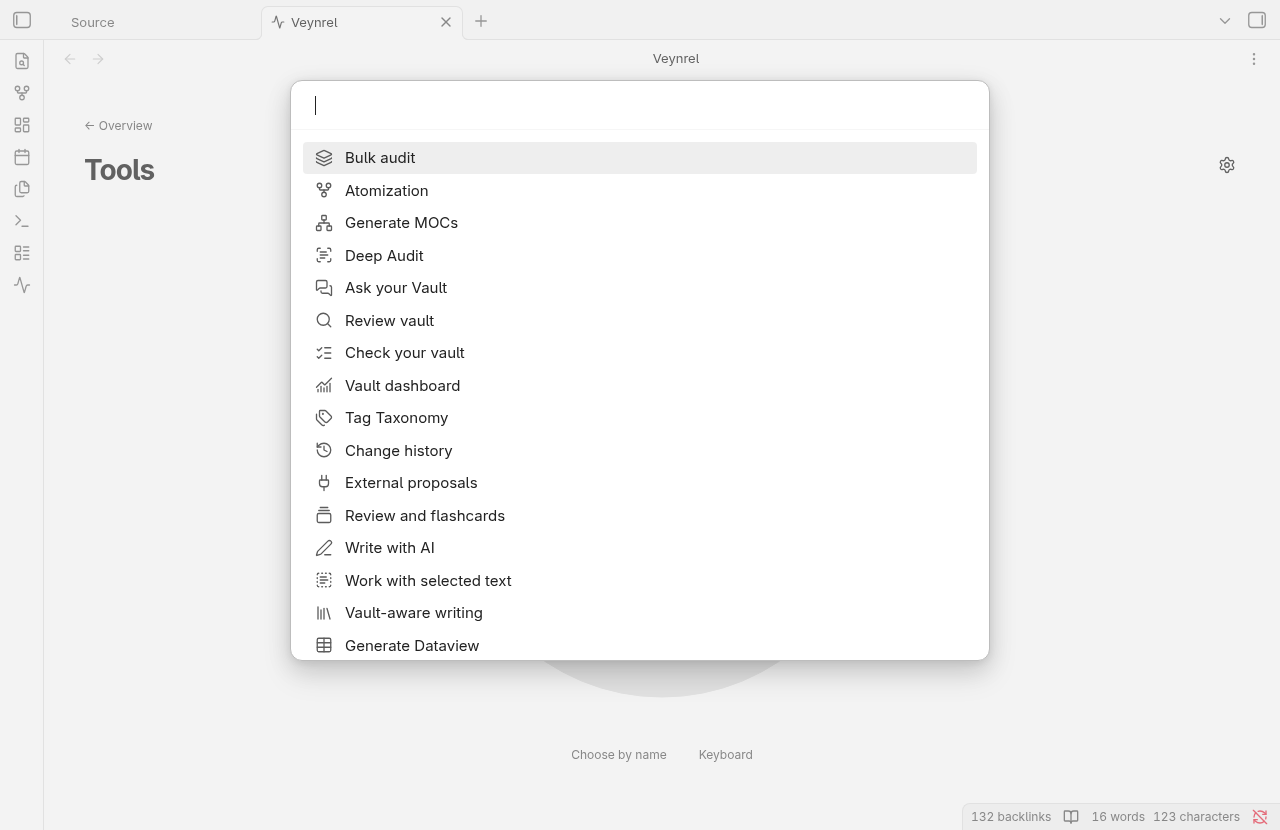 Source
Veynrel
Veynrel
← Overview
Tools
Bulk audit
Atomization
Generate MOCs
Deep Audit
Ask your Vault
Review vault
Check your vault
Vault dashboard
Tag Taxonomy
Change history
External proposals
Review and flashcards
Write with AI
Work with selected text
Vault-aware writing
Generate Dataview
Choose by name
Keyboard
132 backlinks
16 words
123 characters